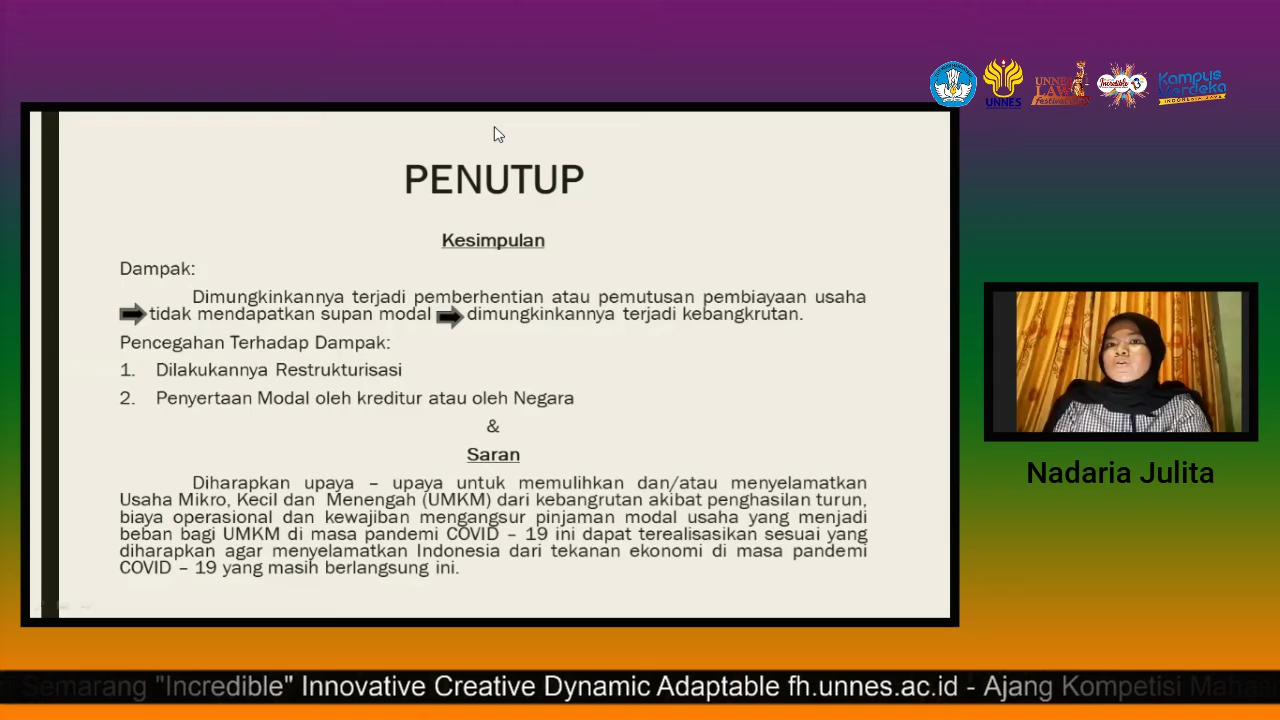 UNNES
UNNES
LAW
Festival
Incredible
Kampus
Merdeka
INDONESIA JAYA
PENUTUP
Kesimpulan
Dampak:
Dimungkinkannya terjadi pemberhentian atau pemutusan pembiayaan usaha
tidak mendapatkan supan modal dimungkinkannya terjadi kebangkrutan.
Pencegahan Terhadap Dampak:
1. Dilakukannya Restrukturisasi
2. Penyertaan Modal oleh kreditur atau oleh Negara
&
Saran
Diharapkan upaya – upaya untuk memulihkan dan/atau menyelamatkan
Usaha Mikro, Kecil dan Menengah (UMKM) dari kebangrutan akibat penghasilan turun,
biaya operasional dan kewajiban mengangsur pinjaman modal usaha yang menjadi
beban bagi UMKM di masa pandemi COVID – 19 ini dapat terealisasikan sesuai yang
diharapkan agar menyelamatkan Indonesia dari tekanan ekonomi di masa pandemi
COVID – 19 yang masih berlangsung ini.
Nadaria Julita
Semarang "Incredible" Innovative Creative Dynamic Adaptable fh.unnes.ac.id - Ajang Kompetisi